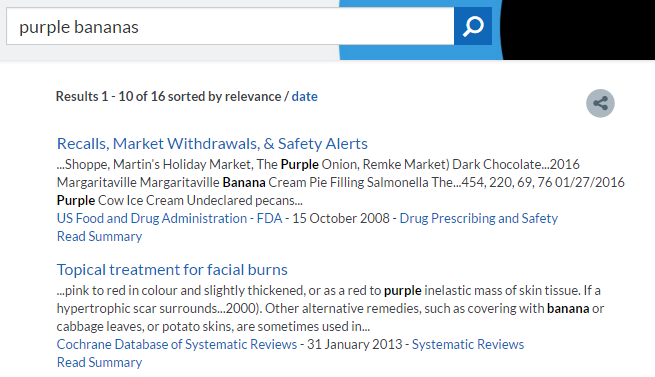 purple bananas
Results 1 - 10 of 16 sorted by relevance / date
Recalls, Market Withdrawals, & Safety Alerts
...Shoppe, Martin's Holiday Market, The Purple Onion, Remke Market) Dark Chocolate...2016
Margaritaville Margaritaville Banana Cream Pie Filling Salmonella The...454, 220, 69, 76 01/27/2016
Purple Cow Ice Cream Undeclared pecans...
US Food and Drug Administration - FDA - 15 October 2008 - Drug Prescribing and Safety
Read Summary
Topical treatment for facial burns
...pink to red in colour and slightly thickened, or as a red to purple inelastic mass of skin tissue. If a
hypertrophic scar surrounds...2000). Other alternative remedies, such as covering with banana or
cabbage leaves, or potato skins, are sometimes used in...
Cochrane Database of Systematic Reviews - 31 January 2013 - Systematic Reviews
Read Summary